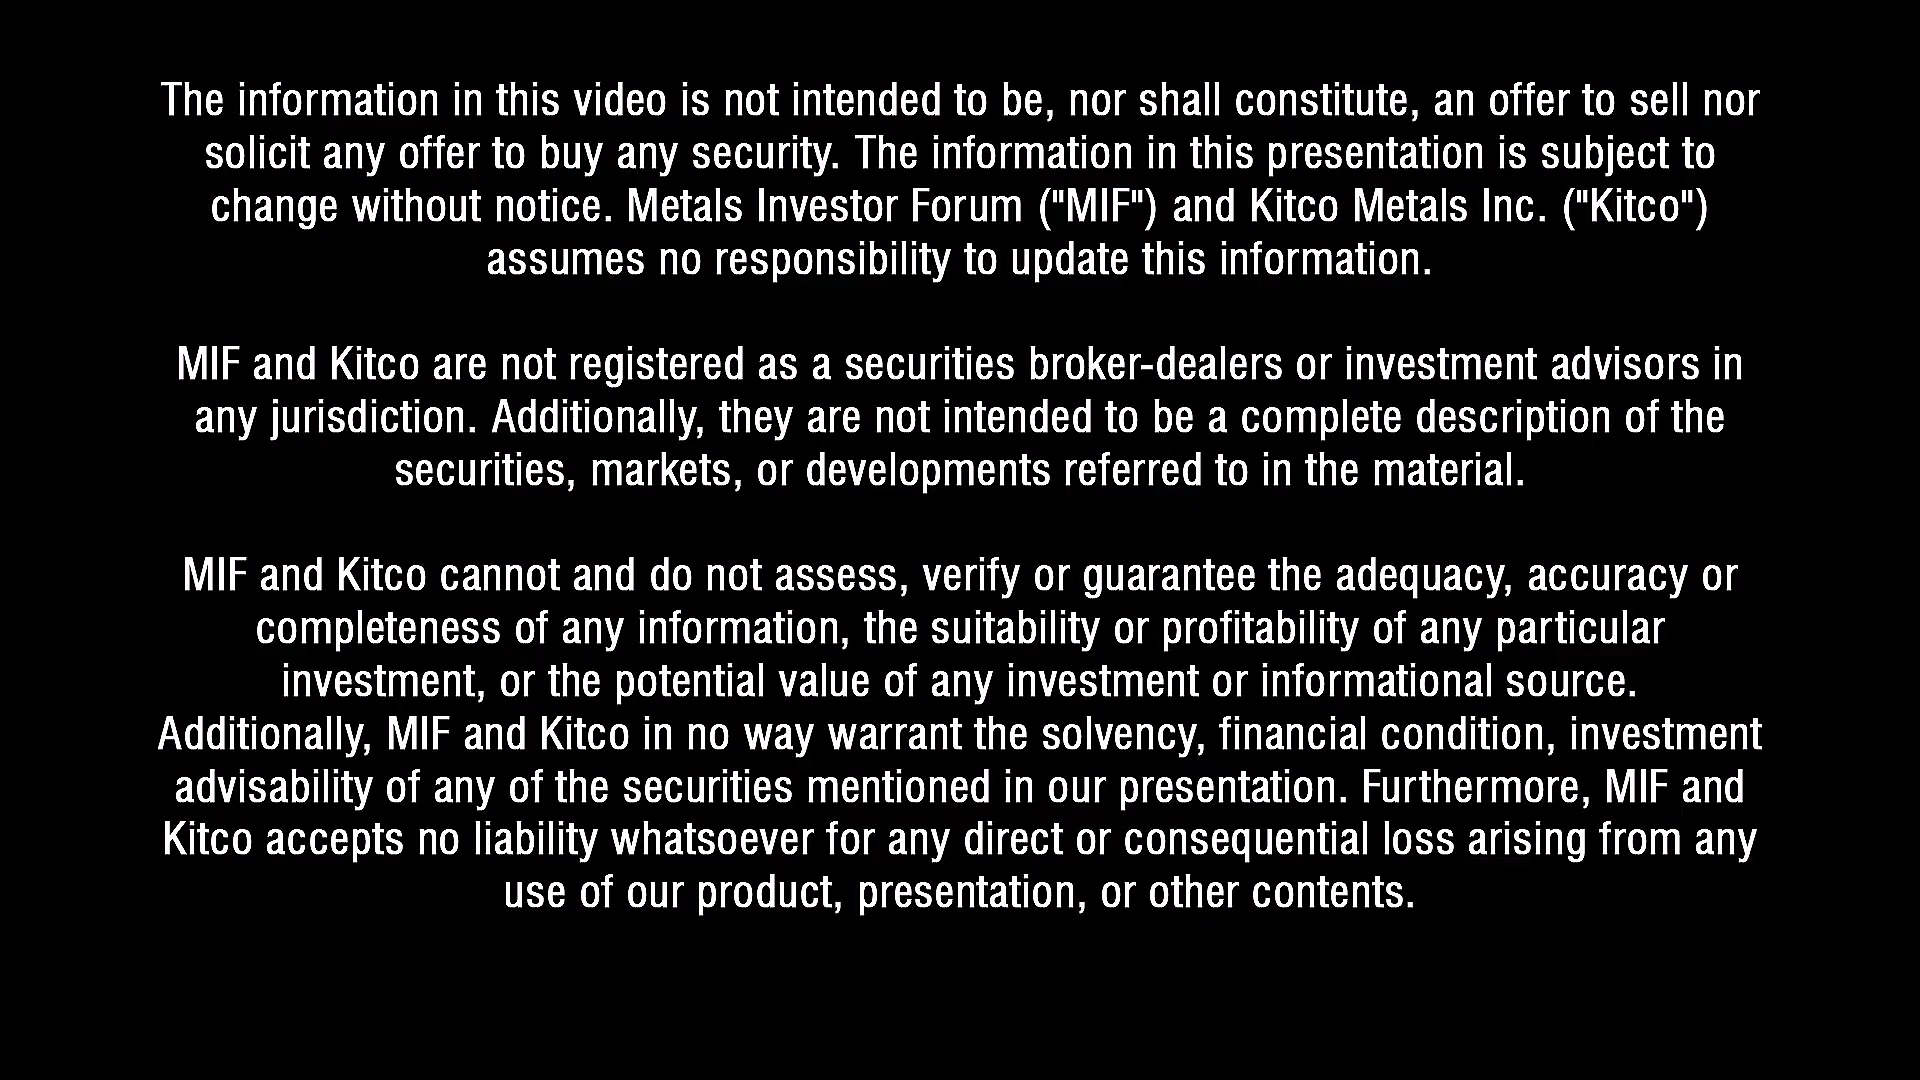 The information in this video is not intended to be, nor shall constitute, an offer to sell nor
solicit any offer to buy any security. The information in this presentation is subject to
change without notice. Metals Investor Forum ("MIF") and Kitco Metals Inc. ("Kitco")
assumes no responsibility to update this information.
MIF and Kitco are not registered as a securities broker-dealers or investment advisors in
any jurisdiction. Additionally, they are not intended to be a complete description of the
securities, markets, or developments referred to in the material.
MIF and Kitco cannot and do not assess, verify or guarantee the adequacy, accuracy or
completeness of any information, the suitability or profitability of any particular
investment, or the potential value of any investment or informational source.
Additionally, MIF and Kitco in no way warrant the solvency, financial condition, investment
advisability of any of the securities mentioned in our presentation. Furthermore, MIF and
Kitco accepts no liability whatsoever for any direct or consequential loss arising from any
use of our product, presentation, or other contents.